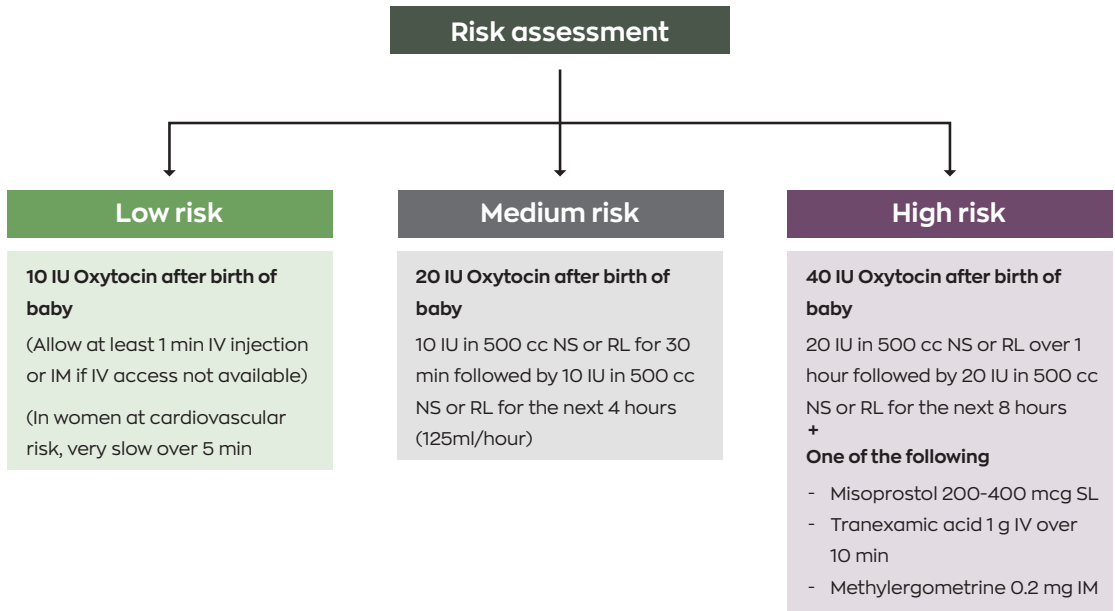 Risk assessment
Low risk
10 IU Oxytocin after birth of
baby
(Allow at least 1 min IV injection
or IM if IV access not available)
(In women at cardiovascular
risk, very slow over 5 min
Medium risk
20 IU Oxytocin after birth of
baby
10 IU in 500 cc NS or RL for 30
min followed by 10 IU in 500 cc
NS or RL for the next 4 hours
(125ml/hour)
High risk
40 IU Oxytocin after birth of
baby
20 IU in 500 cc NS or RL over 1
hour followed by 20 IU in 500 cc
NS or RL for the next 8 hours
+
One of the following
- Misoprostol 200-400 mcg SL
- Tranexamic acid 1 g IV over
10 min
- Methylergometrine 0.2 mg IM